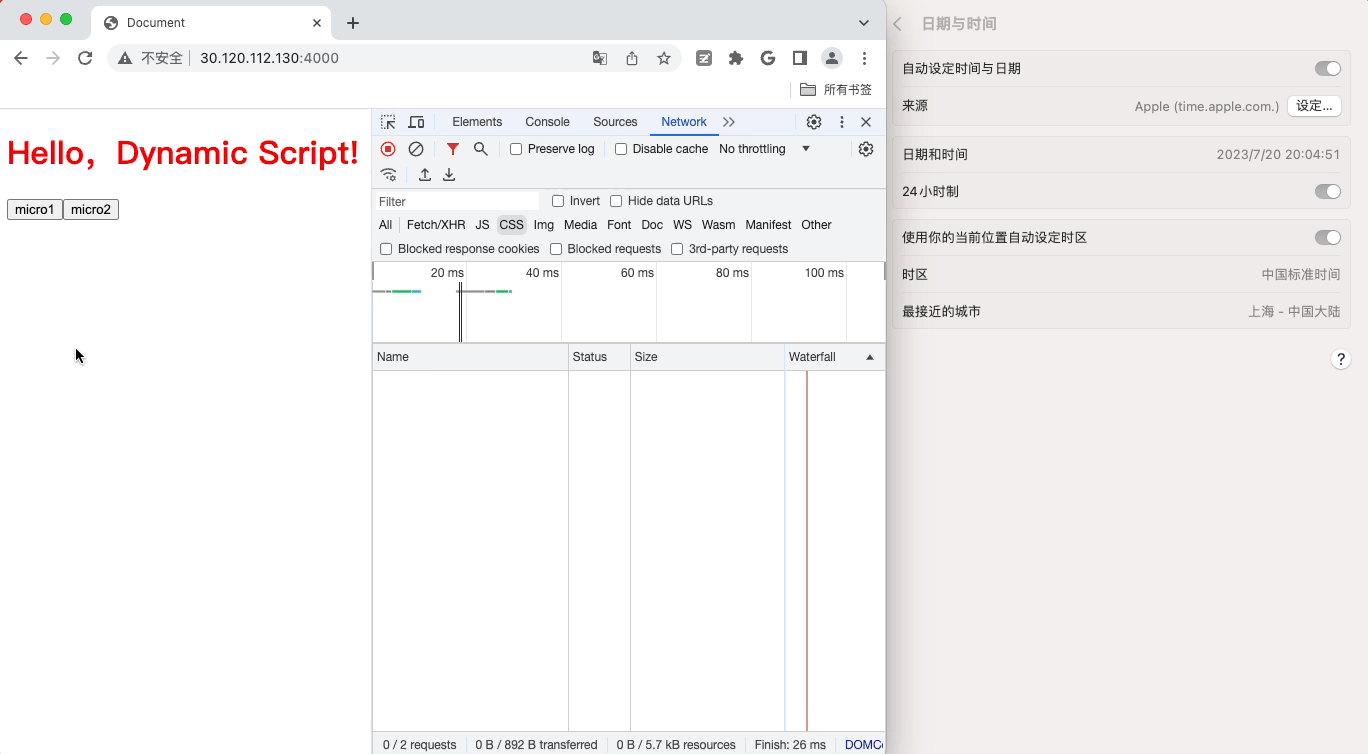 Document
不安全 30.120.112.130:4000
所有书签
Hello，Dynamic Script!
micro1 micro2
Elements Console Sources Network
Preserve log Disable cache No throttling
Filter Invert Hide data URLs
All Fetch/XHR JS CSS Img Media Font Doc WS Wasm Manifest Other
Blocked response cookies Blocked requests 3rd-party requests
20 ms 40 ms 60 ms 80 ms 100 ms
Name Status Size Waterfall
0 / 2 requests 0 B / 892 B transferred 0 B / 5.7 kB resources Finish: 26 ms
日期与时间
自动设定时间与日期
来源 Apple (time.apple.com.) 设定...
日期和时间 2023/7/20 20:04:51
24小时制
使用你的当前位置自动设定时区
时区 中国标准时间
最接近的城市 上海 - 中国大陆
?